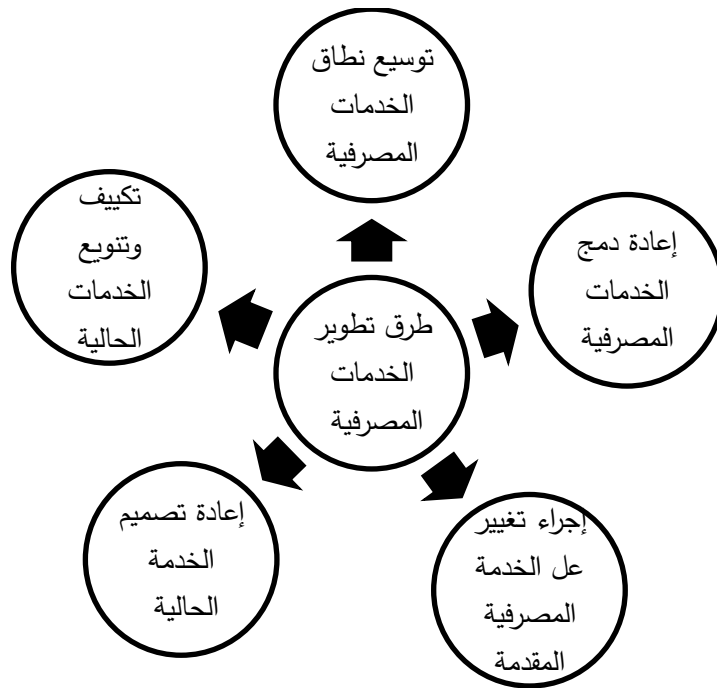 توسيع نطاق
الخدمات
المصرفية
إعادة دمج
الخدمات
المصرفية
تكييف
وتنويع
الخدمات
الحالية
طرق تطوير
الخدمات
المصرفية
إجراء تغيير
عل الخدمة
المصرفية
المقدمة
إعادة تصميم
الخدمة
الحالية